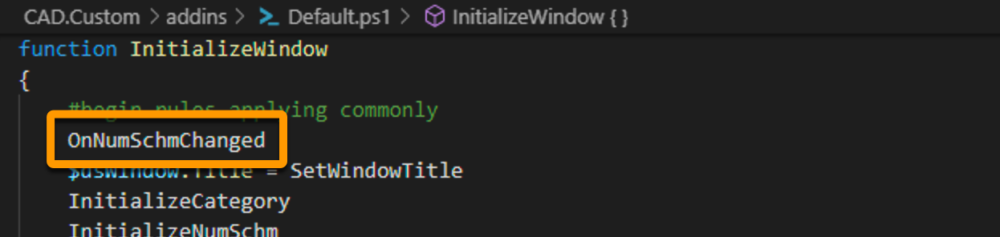 CAD.Custom > addins > Default.ps1 > InitializeWindow { }
function InitializeWindow
{
#begin rules applying commonly
OnNumSchmChanged
$dsWindow.Title = SetWindowTitle
InitializeCategory
InitializeNumSchm